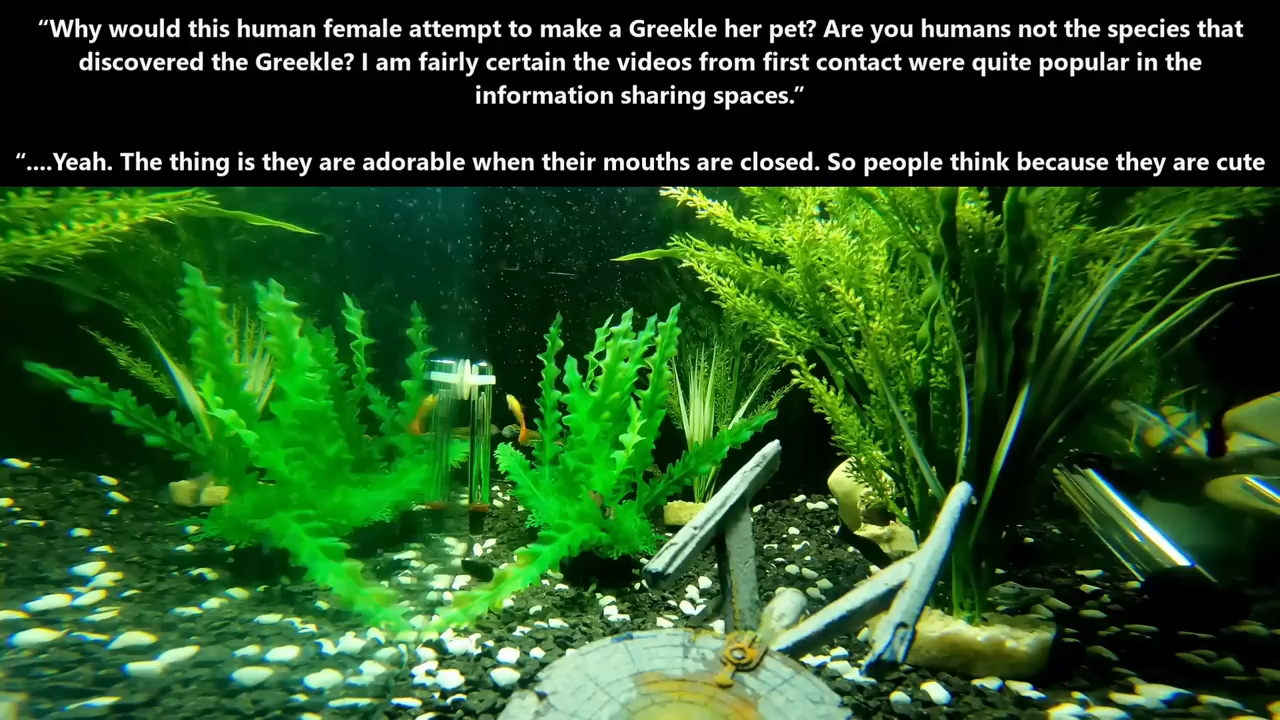 “Why would this human female attempt to make a Greekle her pet? Are you humans not the species that
discovered the Greekle? I am fairly certain the videos from first contact were quite popular in the
information sharing spaces.”
“....Yeah. The thing is they are adorable when their mouths are closed. So people think because they are cute